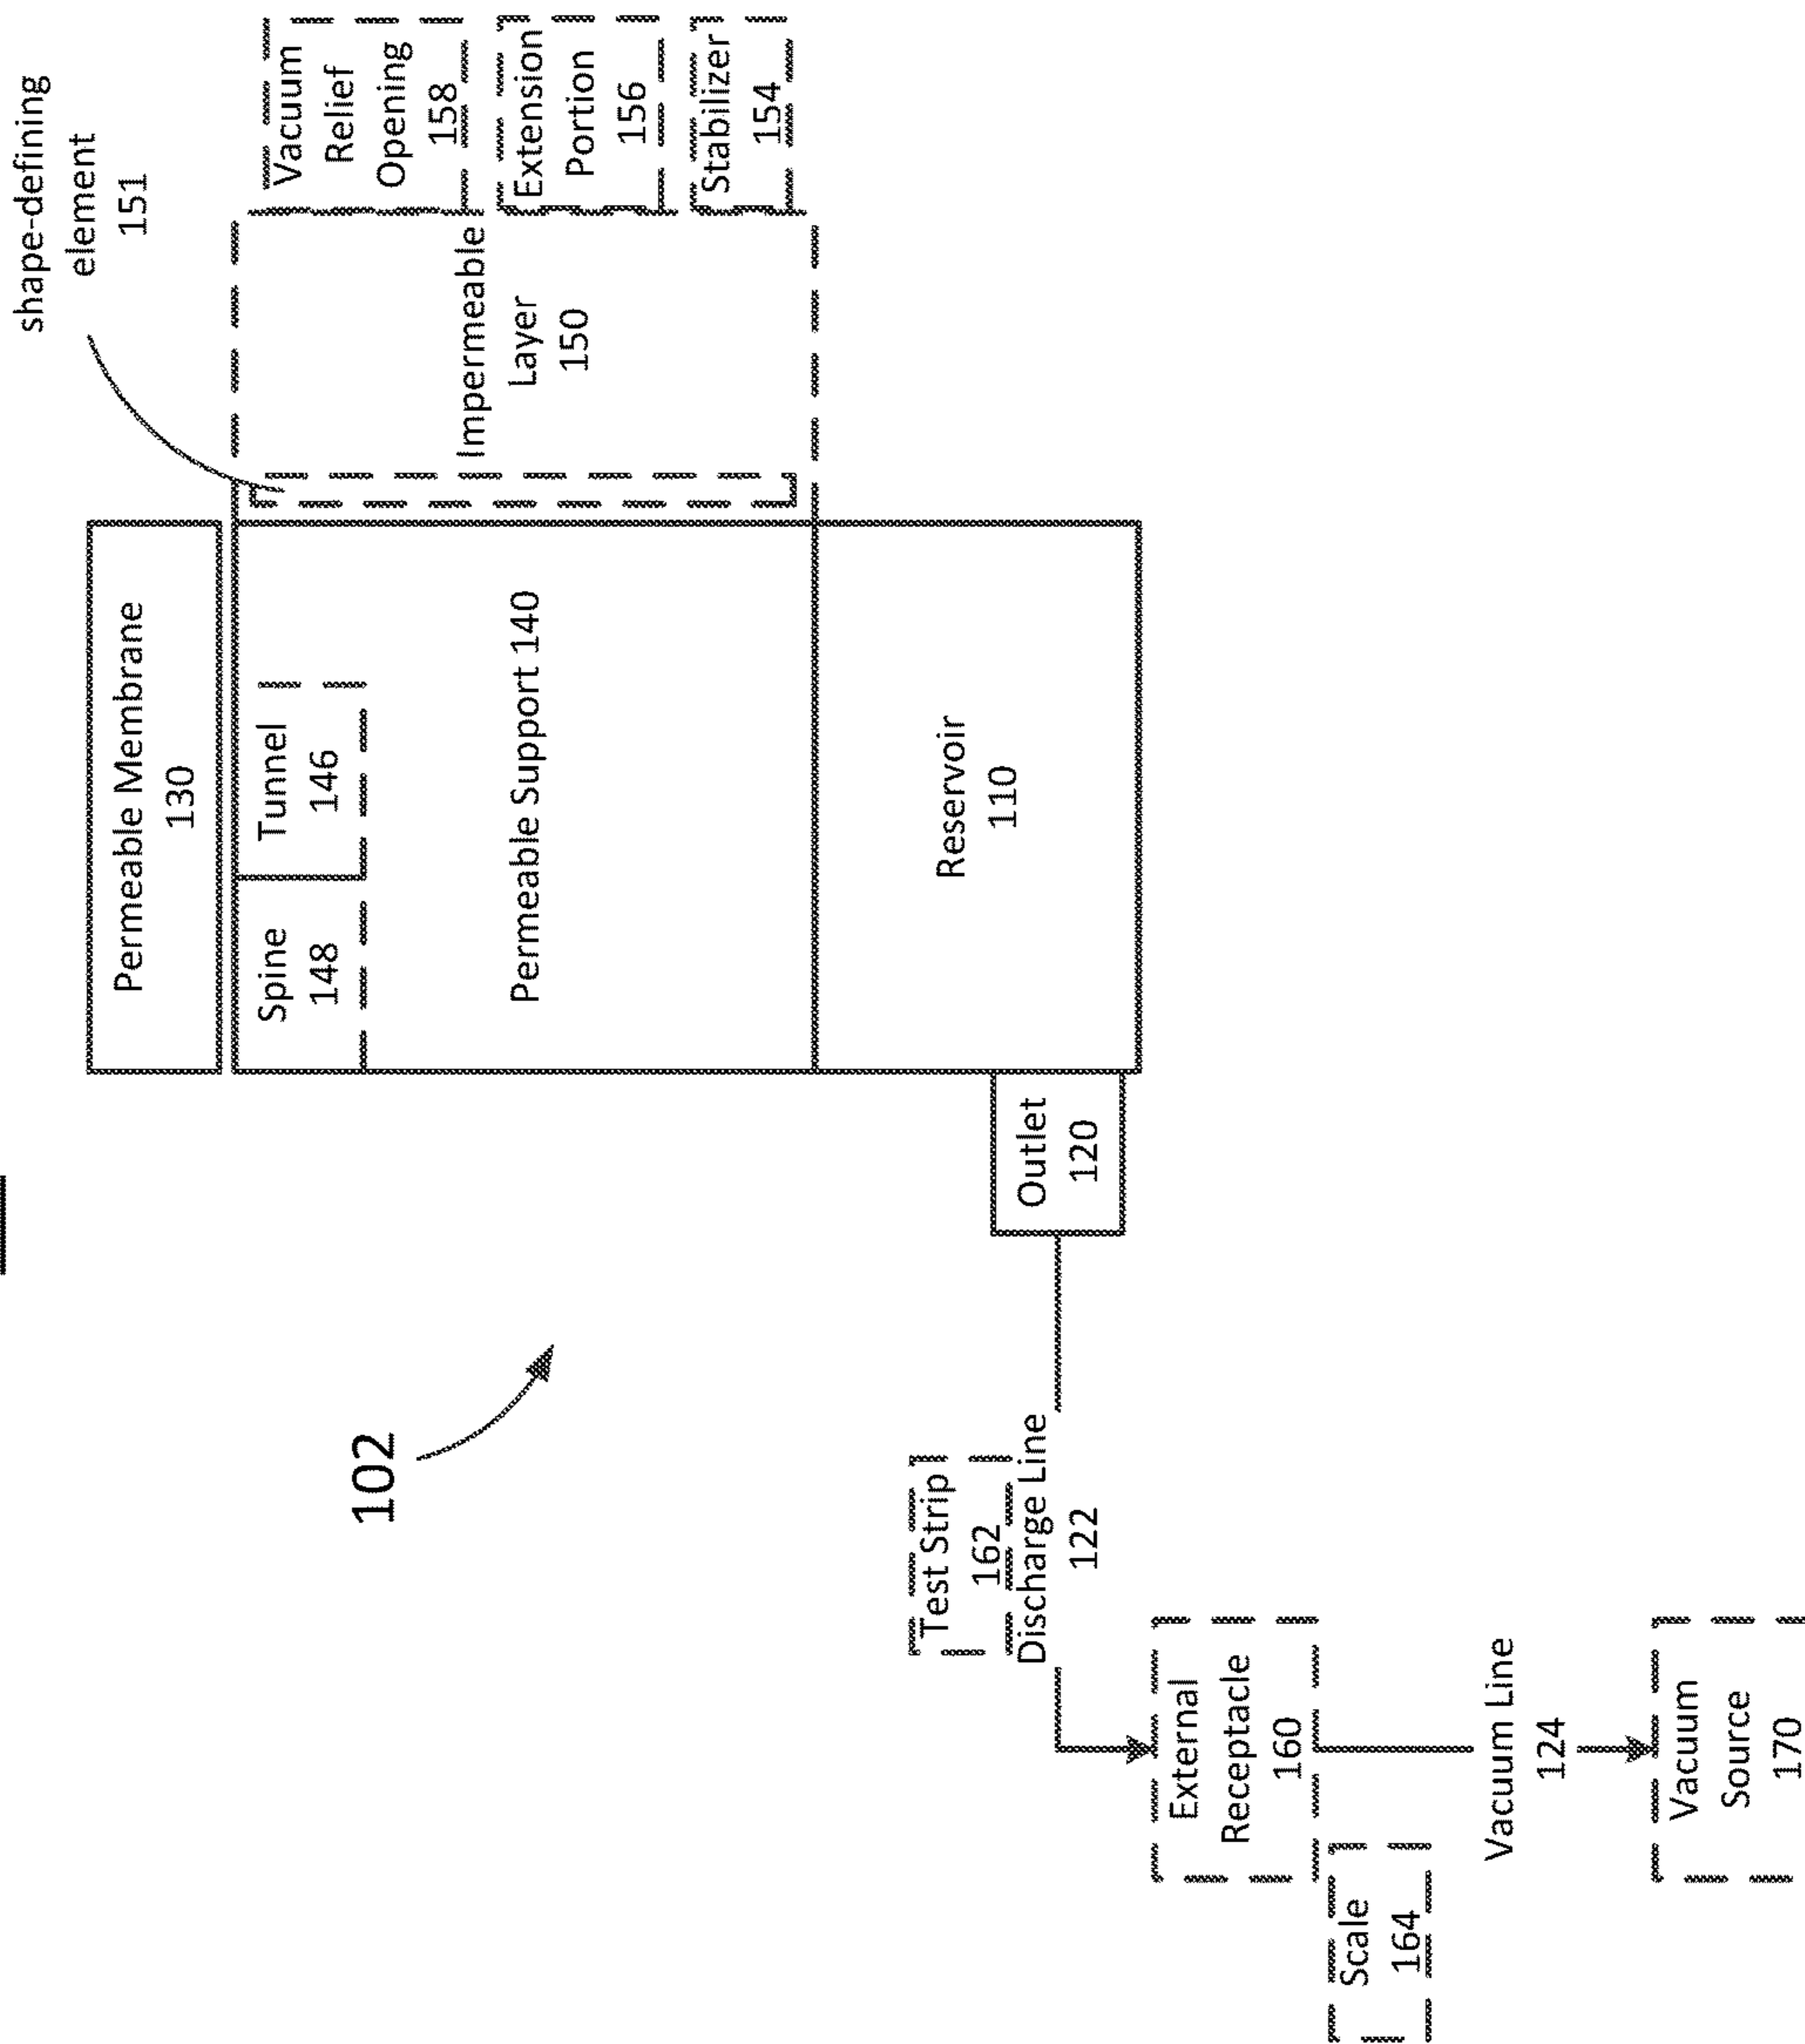 shape-defining
element
151
Permeable Membrane
130
Spine
148
Tunnel
146
Permeable Support 140
Impermeable
Layer
150
Vacuum
Relief
Opening
158
Extension
Portion
156
Stabilizer
154
Reservoir
110
Outlet
120
102
Test Strip
162
Discharge Line
122
External
Receptacle
160
Scale
164
Vacuum Line
124
Vacuum
Source
170